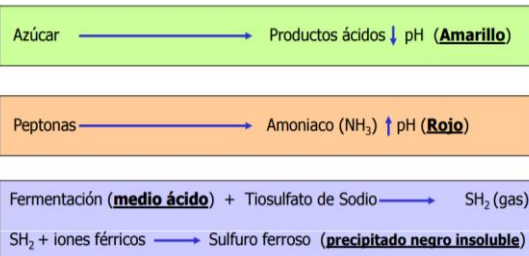 Azúcar → Productos ácidos ↓ pH (Amarillo)
Peptonas → Amoniaco (NH₃) ↑ pH (Rojo)
Fermentación (medio ácido) + Tiosulfato de Sodio → SH₂ (gas)
SH₂ + iones férricos → Sulfuro ferroso (precipitado negro insoluble)